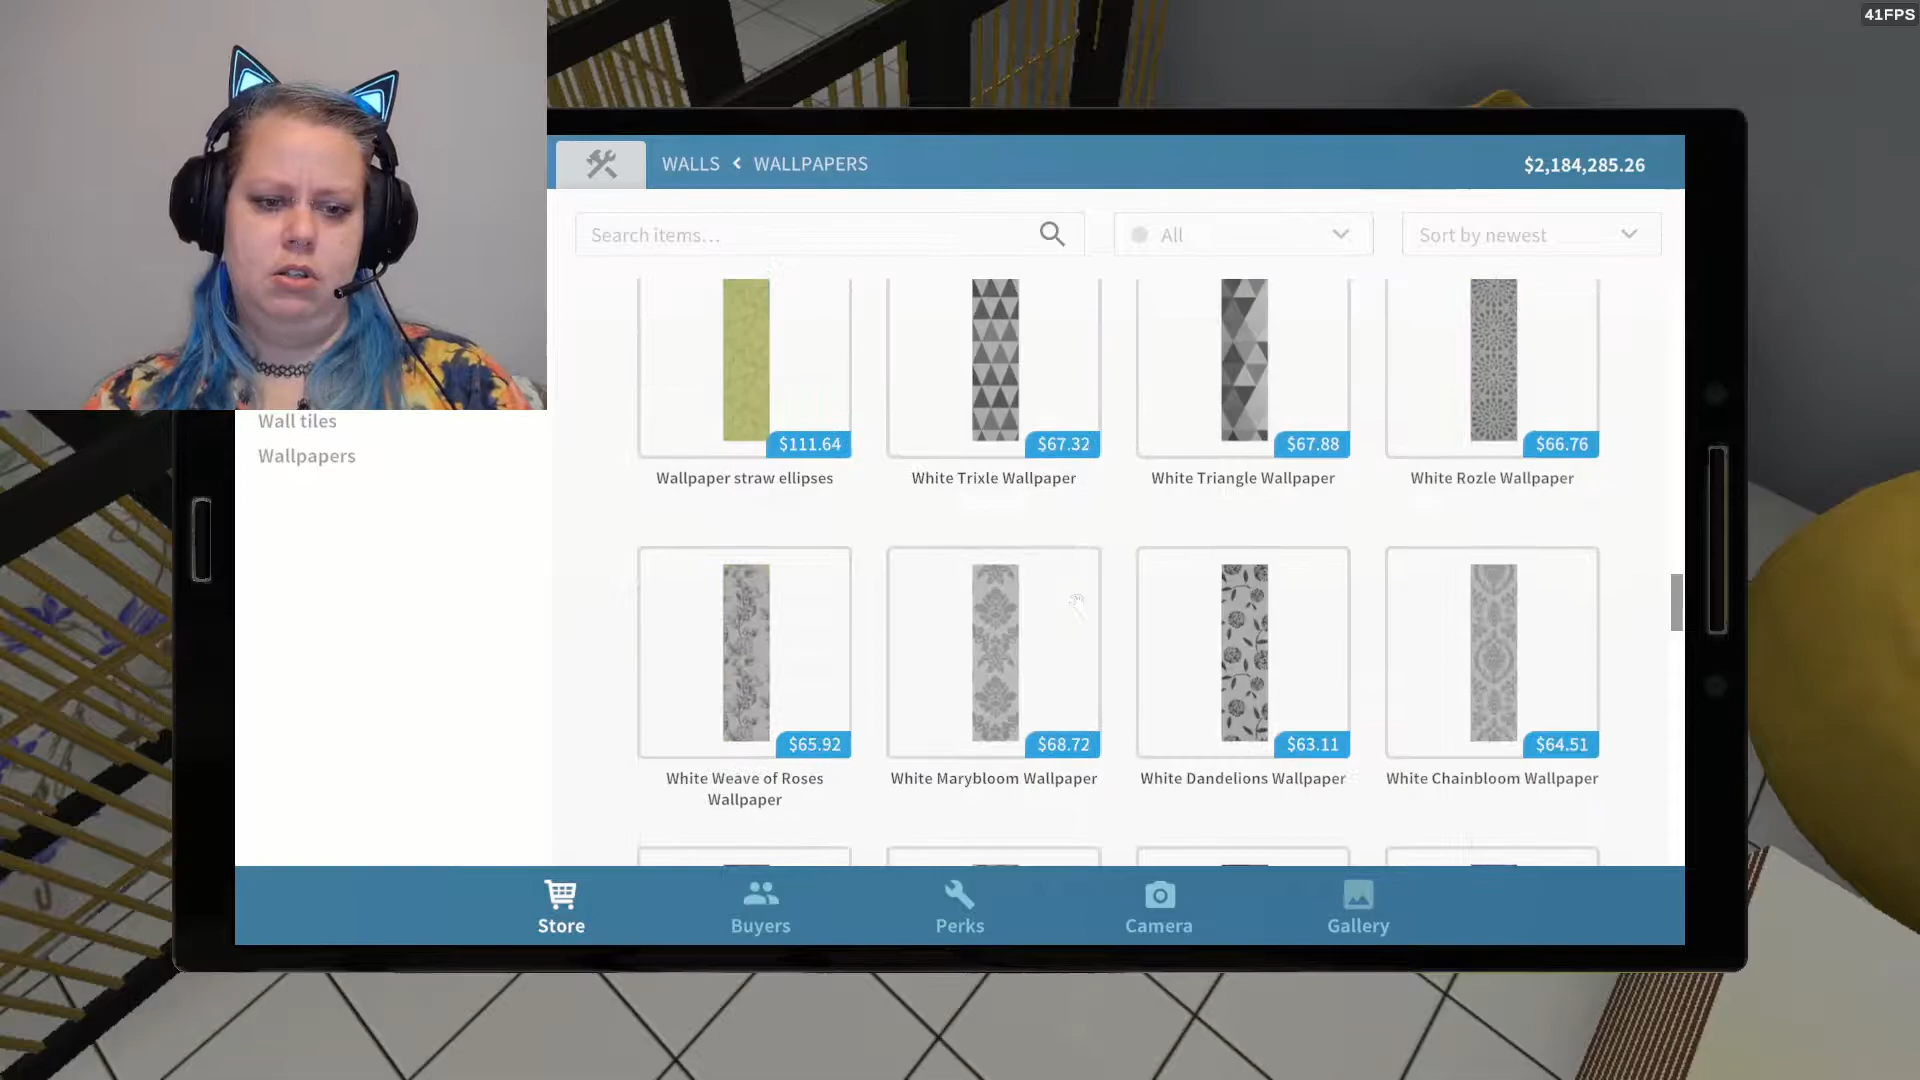 41FPS
WALLS < WALLPAPERS
$2,184,285.26
Search items...
All
Sort by newest
Wall tiles
Wallpapers
$111.64
$67.32
$67.88
$66.76
Wallpaper straw ellipses
White Trixle Wallpaper
White Triangle Wallpaper
White Rozle Wallpaper
$65.92
$68.72
$63.11
$64.51
White Weave of Roses
Wallpaper
White Marybloom Wallpaper
White Dandelions Wallpaper
White Chainbloom Wallpaper
Store
Buyers
Perks
Camera
Gallery